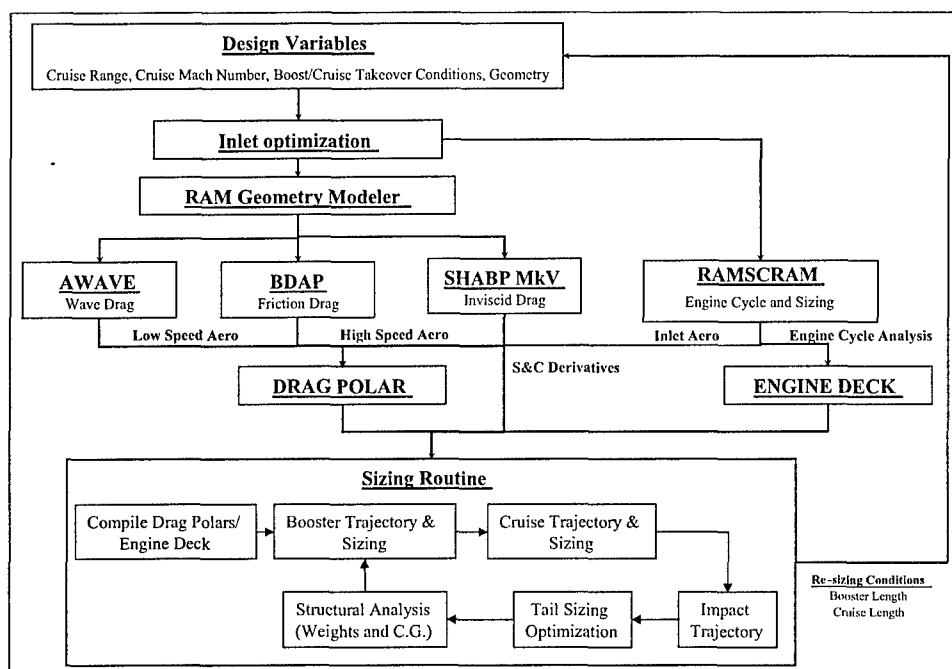 Design Variables
Cruise Range, Cruise Mach Number, Boost/Cruise Takeover Conditions, Geometry
Inlet optimization
RAM Geometry Modeler
AWAVE
Wave Drag
BDAP
Friction Drag
SHABP MkV
Inviscid Drag
RAMSCRAM
Engine Cycle and Sizing
Low Speed Aero
High Speed Aero
Inlet Aero
Engine Cycle Analysis
S&C Derivatives
DRAG POLAR
ENGINE DECK
Sizing Routine
Compile Drag Polars/
Engine Deck
Booster Trajectory &
Sizing
Cruise Trajectory &
Sizing
Structural Analysis
(Weights and C.G.)
Tail Sizing
Optimization
Impact
Trajectory
Re-sizing Conditions
Booster Length
Cruise Length